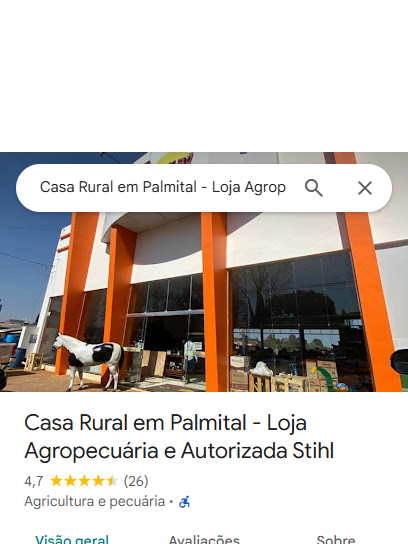 Casa Rural em Palmital - Loja Agrop
Casa Rural em Palmital - Loja
Agropecuária e Autorizada Stihl
4,7 (26)
Agricultura e pecuária ·
Visão geral
Avaliações
Sobre